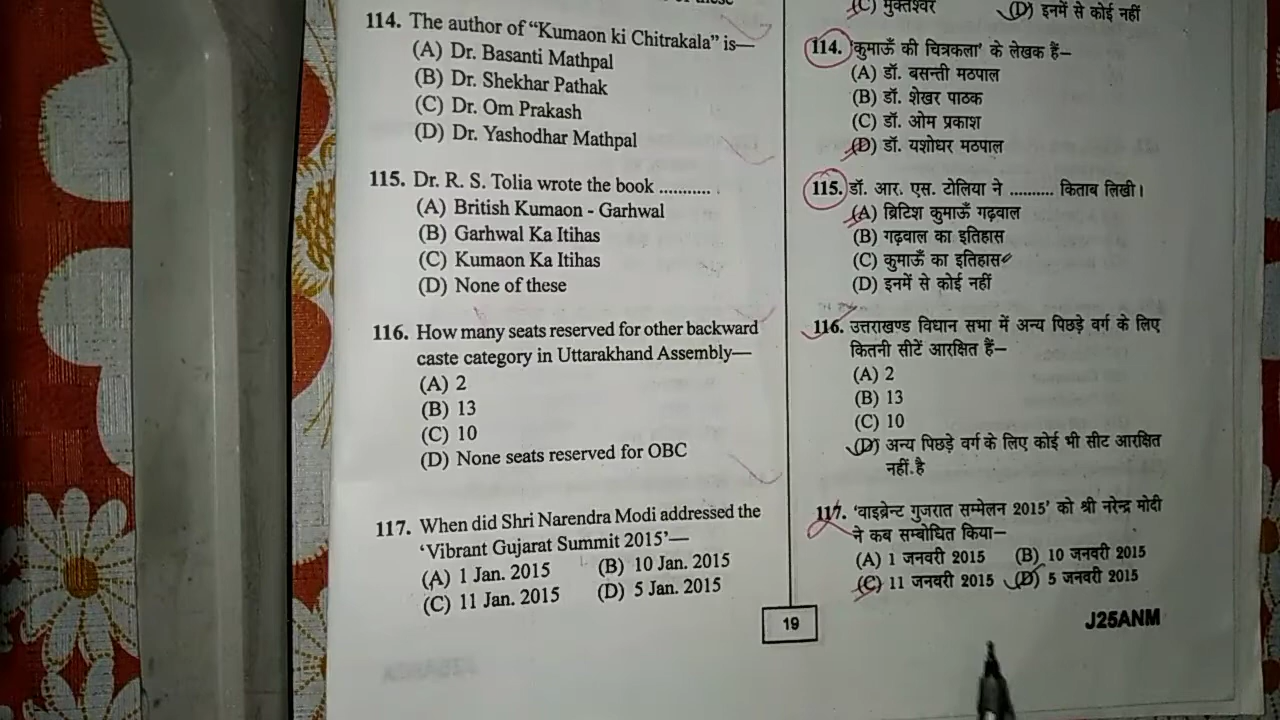 114. The author of “Kumaon ki Chitrakala” is—
(A) Dr. Basanti Mathpal
(B) Dr. Shekhar Pathak
(C) Dr. Om Prakash
(D) Dr. Yashodhar Mathpal
115. Dr. R. S. Tolia wrote the book ........... .
(A) British Kumaon - Garhwal
(B) Garhwal Ka Itihas
(C) Kumaon Ka Itihas
(D) None of these
116. How many seats reserved for other backward
caste category in Uttarakhand Assembly—
(A) 2
(B) 13
(C) 10
(D) None seats reserved for OBC
117. When did Shri Narendra Modi addressed the
‘Vibrant Gujarat Summit 2015’—
(A) 1 Jan. 2015 (B) 10 Jan. 2015
(C) 11 Jan. 2015 (D) 5 Jan. 2015
(C) मुक्तेश्वर (D) इनमें से कोई नहीं
114. ‘कुमाऊँ की चित्रकला’ के लेखक हैं–
(A) डॉ. बसन्ती मठपाल
(B) डॉ. शेखर पाठक
(C) डॉ. ओम प्रकाश
(D) डॉ. यशोधर मठपाल
115. डॉ. आर. एस. टोलिया ने .......... किताब लिखी।
(A) ब्रिटिश कुमाऊँ गढ़वाल
(B) गढ़वाल का इतिहास
(C) कुमाऊँ का इतिहास
(D) इनमें से कोई नहीं
116. उत्तराखण्ड विधान सभा में अन्य पिछड़े वर्ग के लिए
कितनी सीटें आरक्षित हैं–
(A) 2
(B) 13
(C) 10
(D) अन्य पिछड़े वर्ग के लिए कोई भी सीट आरक्षित
नहीं है
117. ‘वाइब्रेन्ट गुजरात सम्मेलन 2015’ को श्री नरेन्द्र मोदी
ने कब सम्बोधित किया–
(A) 1 जनवरी 2015 (B) 10 जनवरी 2015
(C) 11 जनवरी 2015 (D) 5 जनवरी 2015
19
J25ANM